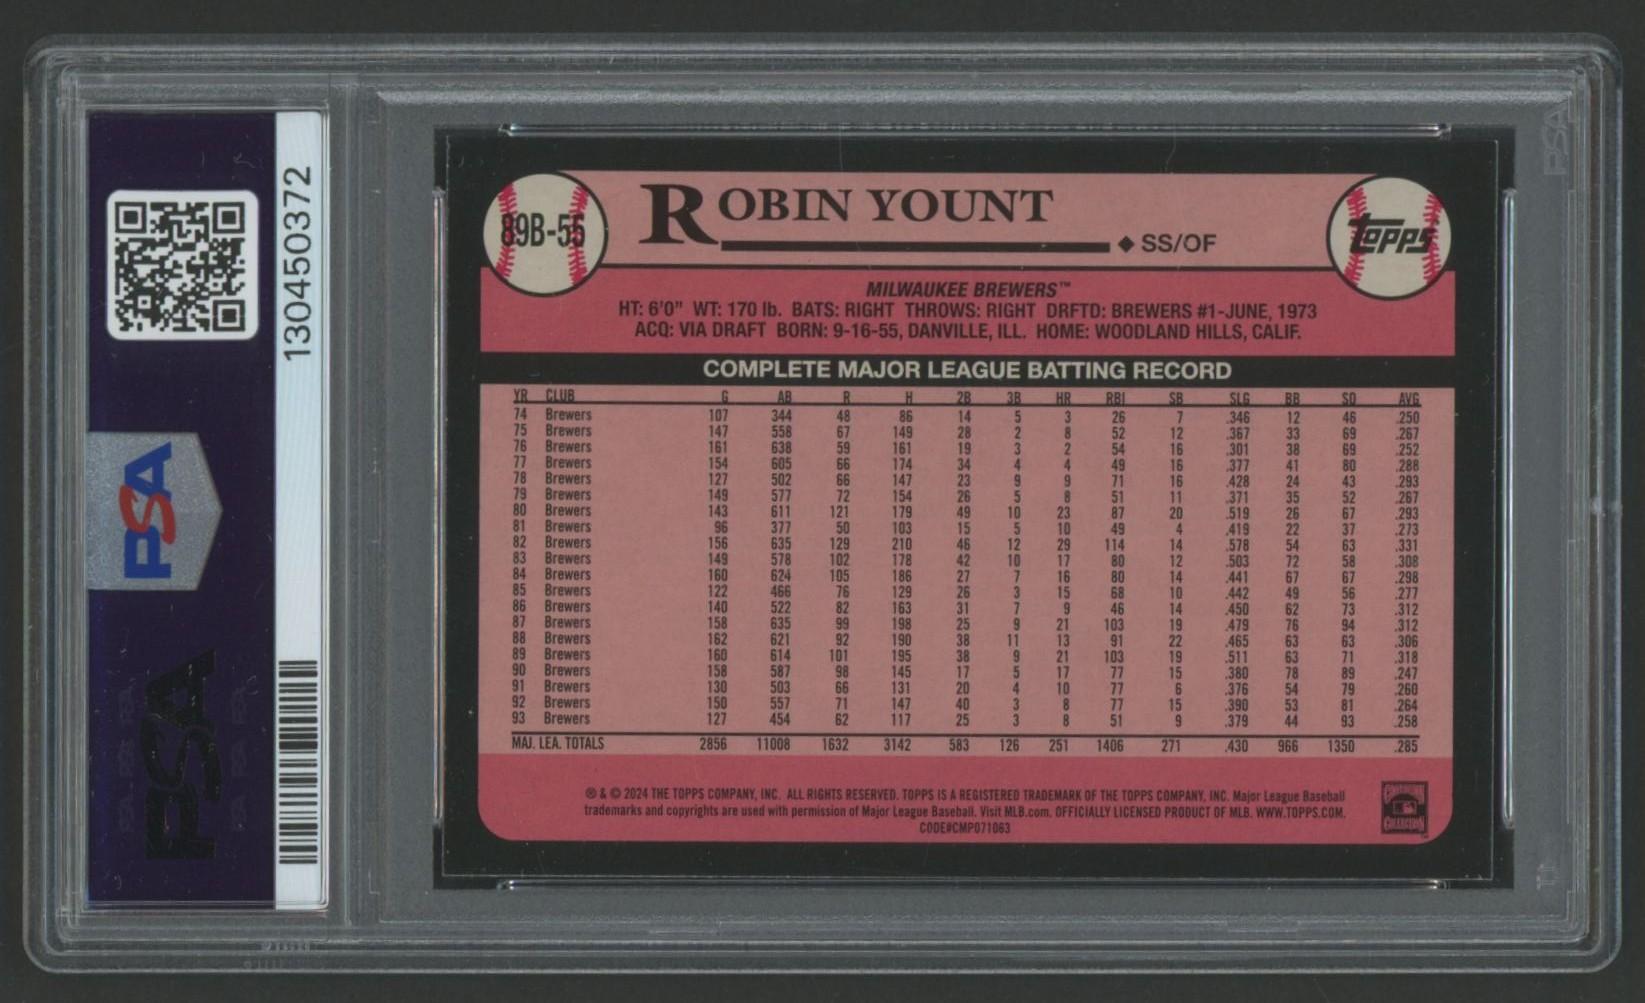 130450372
PSA
PSA
89B-55
ROBIN YOUNT
◆ SS/OF
Topps
MILWAUKEE BREWERS™
HT: 6'0" WT: 170 lb. BATS: RIGHT THROWS: RIGHT DRFTD: BREWERS #1-JUNE, 1973
ACQ: VIA DRAFT BORN: 9-16-55, DANVILLE, ILL. HOME: WOODLAND HILLS, CALIF.
COMPLETE MAJOR LEAGUE BATTING RECORD
YR CLUB G AB R H 2B 3B HR RBI SB SLG BB SO AVG
74 Brewers 107 344 48 86 14 5 3 26 7 .346 12 46 .250
75 Brewers 147 558 67 149 28 2 8 52 12 .367 33 69 .267
76 Brewers 161 638 59 161 19 3 2 54 16 .301 38 69 .252
77 Brewers 154 605 66 174 34 4 4 49 16 .377 41 80 .288
78 Brewers 127 502 66 147 23 9 9 71 16 .428 24 43 .293
79 Brewers 149 577 72 154 26 5 8 51 11 .371 35 52 .267
80 Brewers 143 611 121 179 49 10 23 87 20 .519 26 67 .293
81 Brewers 96 377 50 103 15 5 10 49 4 .419 22 37 .273
82 Brewers 156 635 129 210 46 12 29 114 14 .578 54 63 .331
83 Brewers 149 578 102 178 42 10 17 80 12 .503 72 58 .308
84 Brewers 160 624 105 186 27 7 16 80 14 .441 67 67 .298
85 Brewers 122 466 76 129 26 3 15 68 10 .442 49 56 .277
86 Brewers 140 522 82 163 31 7 9 46 14 .450 62 73 .312
87 Brewers 158 635 99 198 25 9 21 103 19 .479 76 94 .312
88 Brewers 162 621 92 190 38 11 13 91 22 .465 63 63 .306
89 Brewers 160 614 101 195 38 9 21 103 19 .511 63 71 .318
90 Brewers 158 587 98 145 17 5 17 77 15 .380 78 89 .247
91 Brewers 130 503 66 131 20 4 10 77 6 .376 54 79 .260
92 Brewers 150 557 71 147 40 3 8 77 15 .390 53 81 .264
93 Brewers 127 454 62 117 25 3 8 51 9 .379 44 93 .258
MAJ. LEA. TOTALS 2856 11008 1632 3142 583 126 251 1406 271 .430 966 1350 .285
® & © 2024 THE TOPPS COMPANY, INC. ALL RIGHTS RESERVED. TOPPS IS A REGISTERED TRADEMARK OF THE TOPPS COMPANY, INC. Major League Baseball
trademarks and copyrights are used with permission of Major League Baseball. Visit MLB.com. OFFICIALLY LICENSED PRODUCT OF MLB. WWW.TOPPS.COM.
CODE#CMP071063
PSA